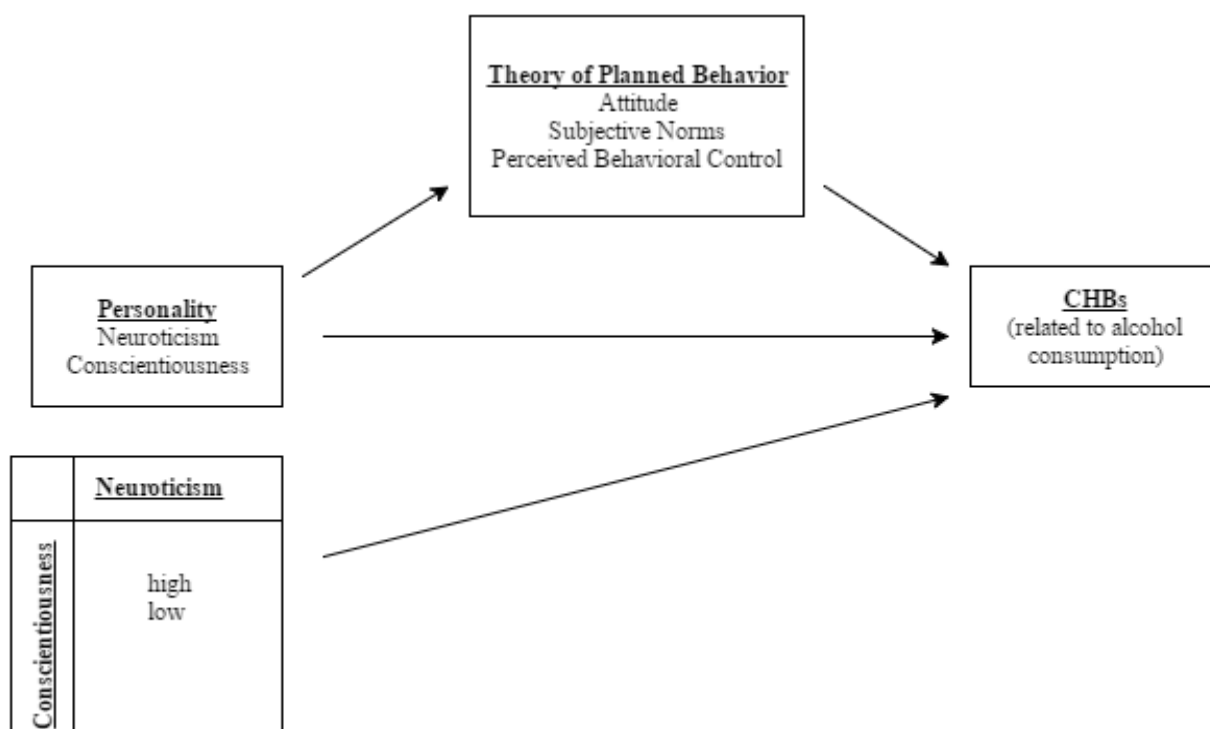 Theory of Planned Behavior
Attitude
Subjective Norms
Perceived Behavioral Control
Personality
Neuroticism
Conscientiousness
CHBs
(related to alcohol
consumption)
Neuroticism
Conscientiousness
high
low